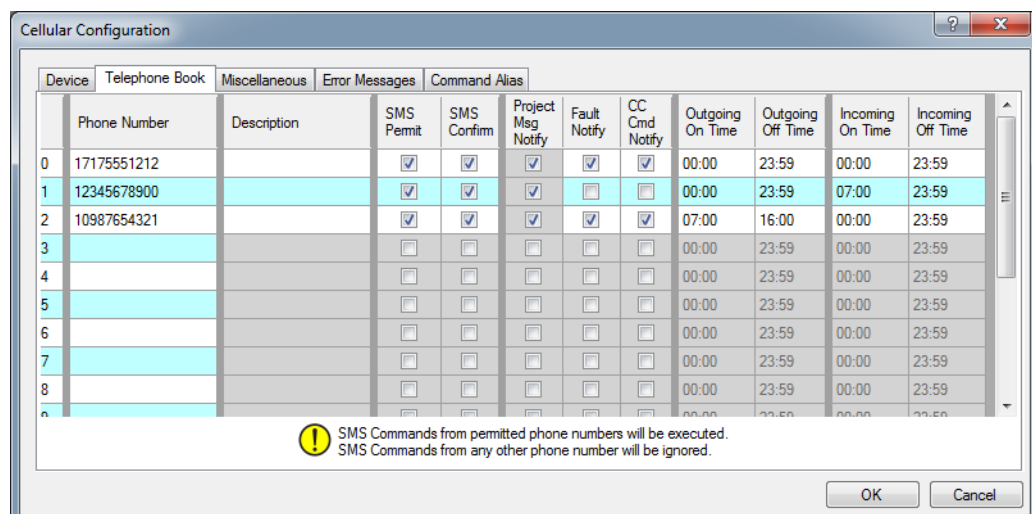 Cellular Configuration
Device Telephone Book Miscellaneous Error Messages Command Alias
Phone Number Description SMS Permit SMS Confirm Project Msg Notify Fault Notify CC Cmd Notify Outgoing On Time Outgoing Off Time Incoming On Time Incoming Off Time
0 17175551212 00:00 23:59 00:00 23:59
1 12345678900 00:00 23:59 07:00 23:59
2 10987654321 07:00 16:00 00:00 23:59
3 00:00 23:59 00:00 23:59
4 00:00 23:59 00:00 23:59
5 00:00 23:59 00:00 23:59
6 00:00 23:59 00:00 23:59
7 00:00 23:59 00:00 23:59
8 00:00 23:59 00:00 23:59
SMS Commands from permitted phone numbers will be executed.
SMS Commands from any other phone number will be ignored.
OK Cancel